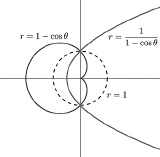 r = 1 − cos θ
r = 1 / (1 − cos θ)
r = 1